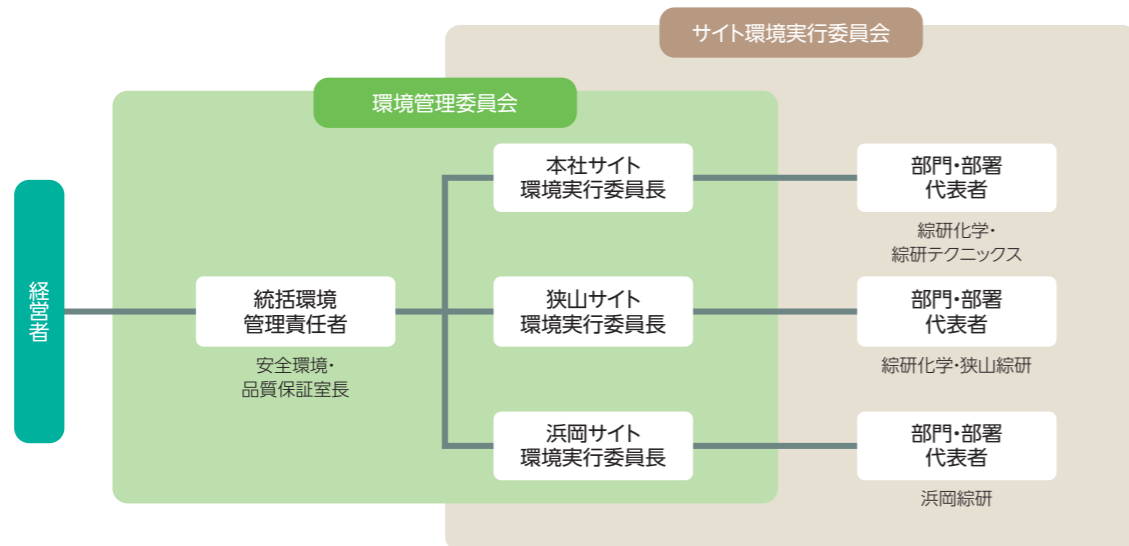 サイト環境実行委員会
環境管理委員会
経営者
統括環境
管理責任者
安全環境・
品質保証室長
本社サイト
環境実行委員長
部門・部署
代表者
綜研化学・
綜研テクニックス
狭山サイト
環境実行委員長
部門・部署
代表者
綜研化学・狭山綜研
浜岡サイト
環境実行委員長
部門・部署
代表者
浜岡綜研